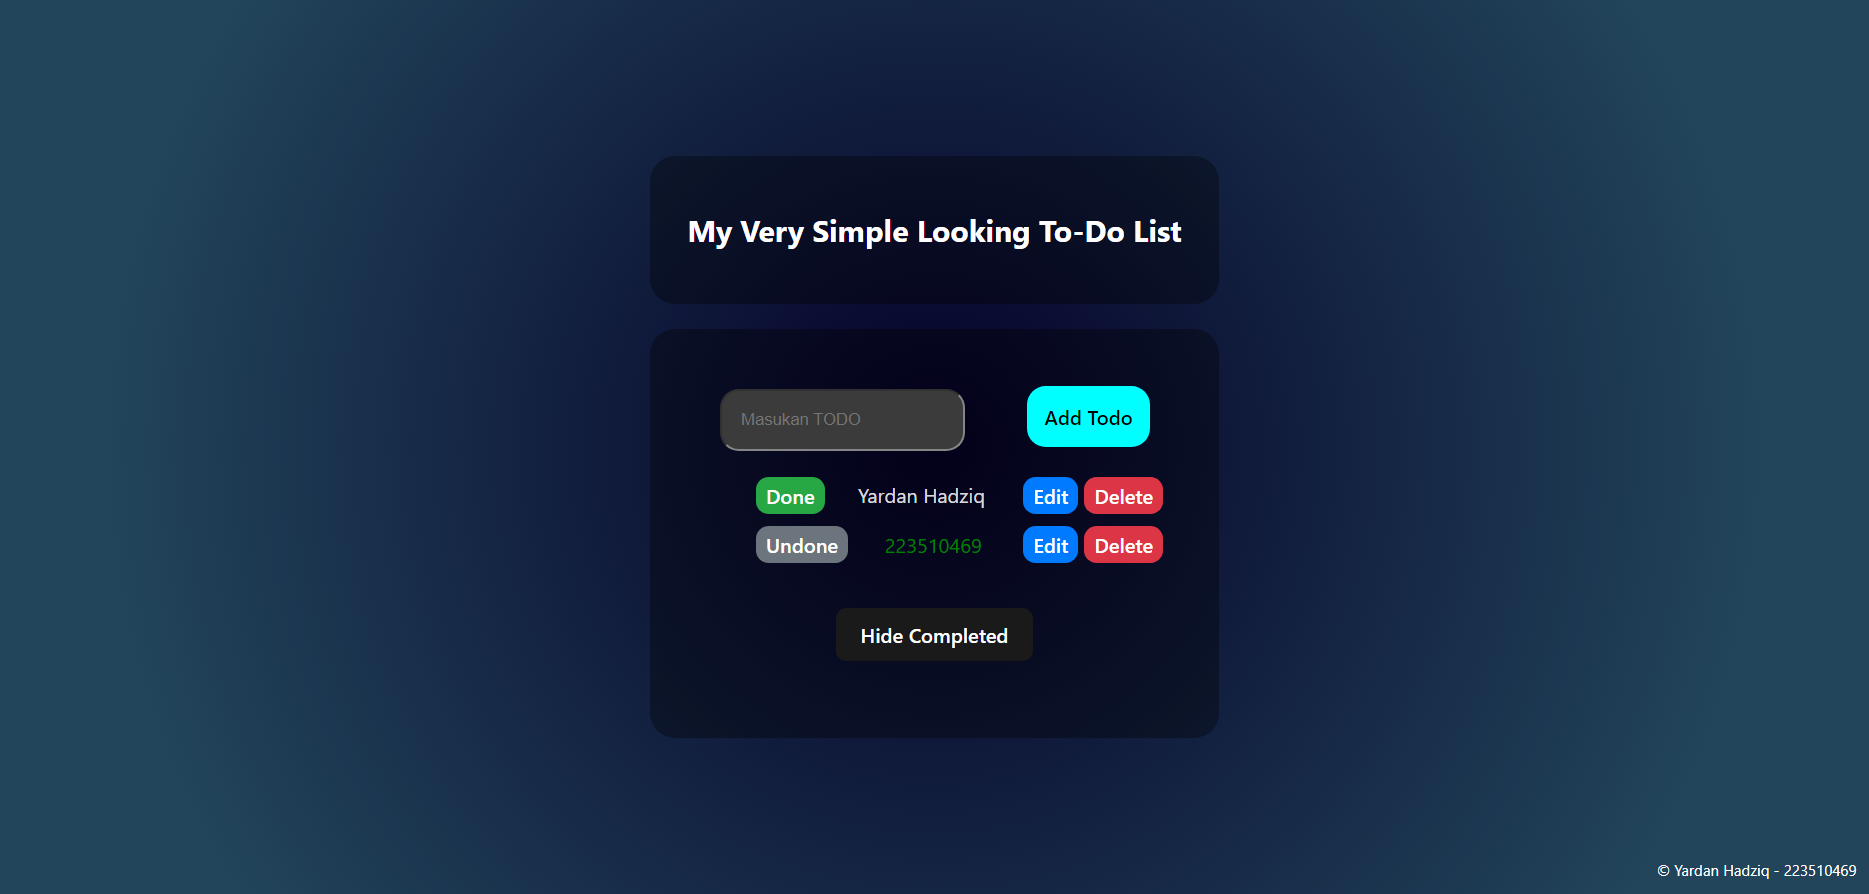 My Very Simple Looking To-Do List
Masukan TODO
Add Todo
Done Yardan Hadziq Edit Delete
Undone 223510469 Edit Delete
Hide Completed
© Yardan Hadziq - 223510469